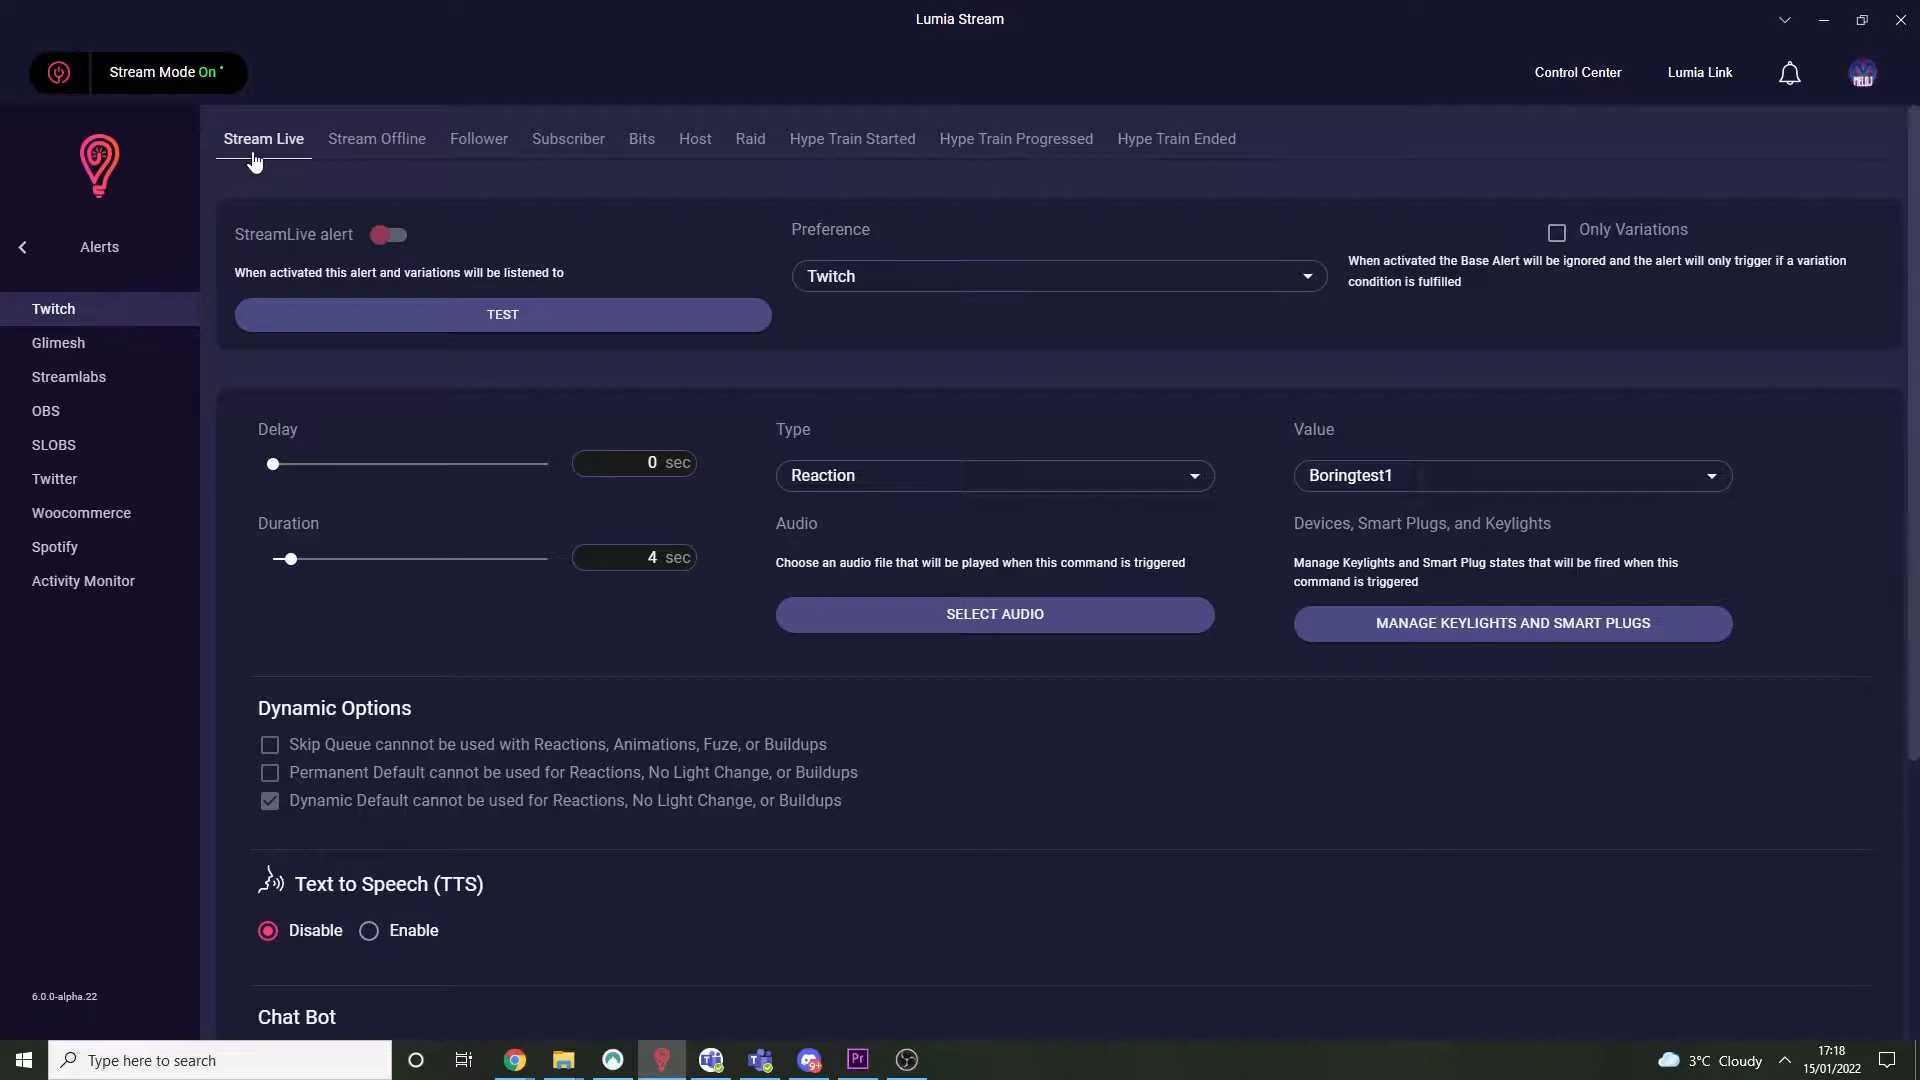 Lumia Stream
Stream Mode On
Control Center
Lumia Link
MELDJ
Stream Live
Stream Offline
Follower
Subscriber
Bits
Host
Raid
Hype Train Started
Hype Train Progressed
Hype Train Ended
Alerts
Twitch
Glimesh
Streamlabs
OBS
SLOBS
Twitter
Woocommerce
Spotify
Activity Monitor
6.0.0-alpha.22
StreamLive alert
When activated this alert and variations will be listened to
TEST
Preference
Twitch
Only Variations
When activated the Base Alert will be ignored and the alert will only trigger if a variation
condition is fulfilled
Delay
0 sec
Type
Reaction
Value
Boringtest1
Duration
4 sec
Audio
Choose an audio file that will be played when this command is triggered
SELECT AUDIO
Devices, Smart Plugs, and Keylights
Manage Keylights and Smart Plug states that will be fired when this
command is triggered
MANAGE KEYLIGHTS AND SMART PLUGS
Dynamic Options
Skip Queue cannnot be used with Reactions, Animations, Fuze, or Buildups
Permanent Default cannot be used for Reactions, No Light Change, or Buildups
Dynamic Default cannot be used for Reactions, No Light Change, or Buildups
Text to Speech (TTS)
Disable
Enable
Chat Bot
Type here to search
9+
Pr
3°C Cloudy
17:18
15/01/2022